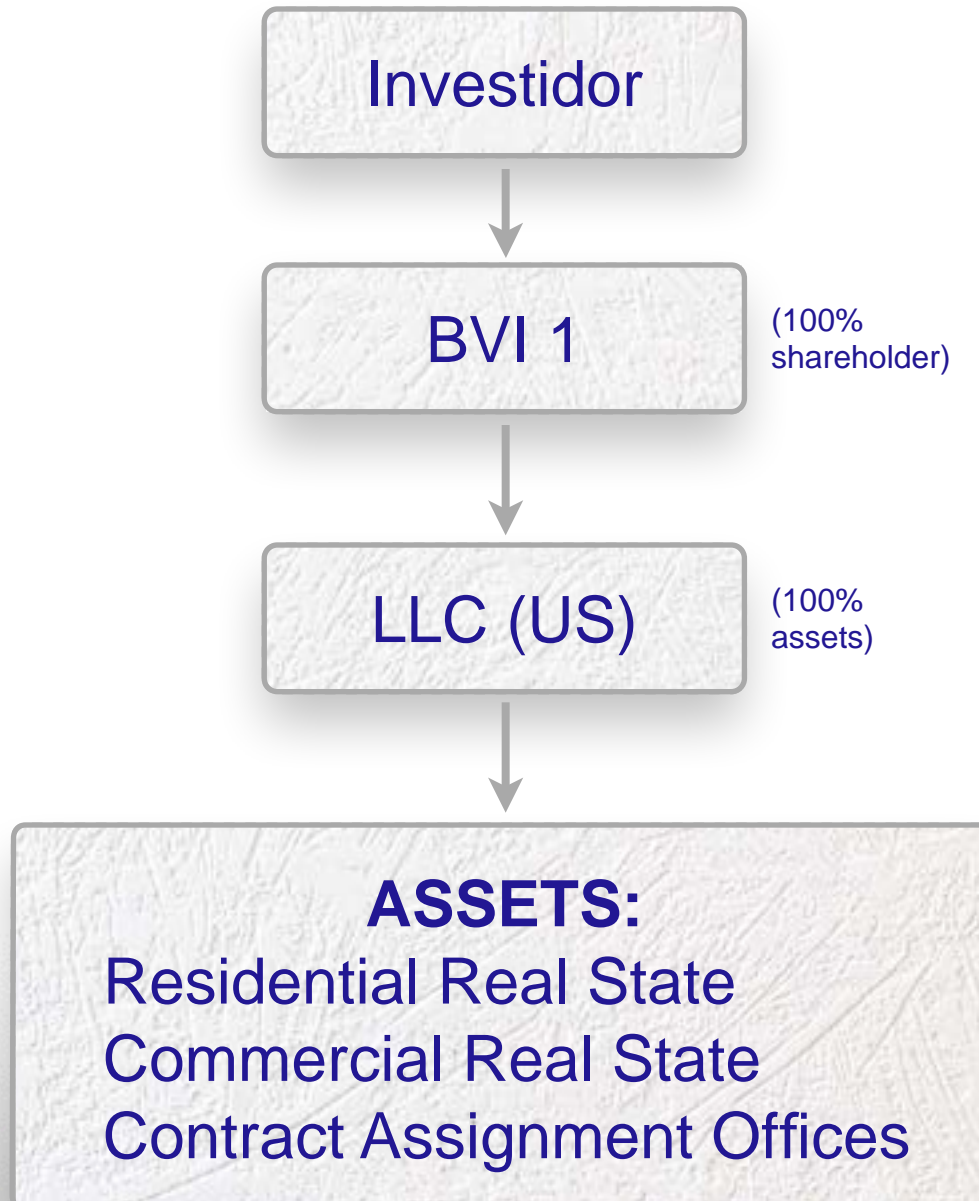 Investidor
BVI 1
(100%
shareholder)
LLC (US)
(100%
assets)
ASSETS:
Residential Real State
Commercial Real State
Contract Assignment Offices